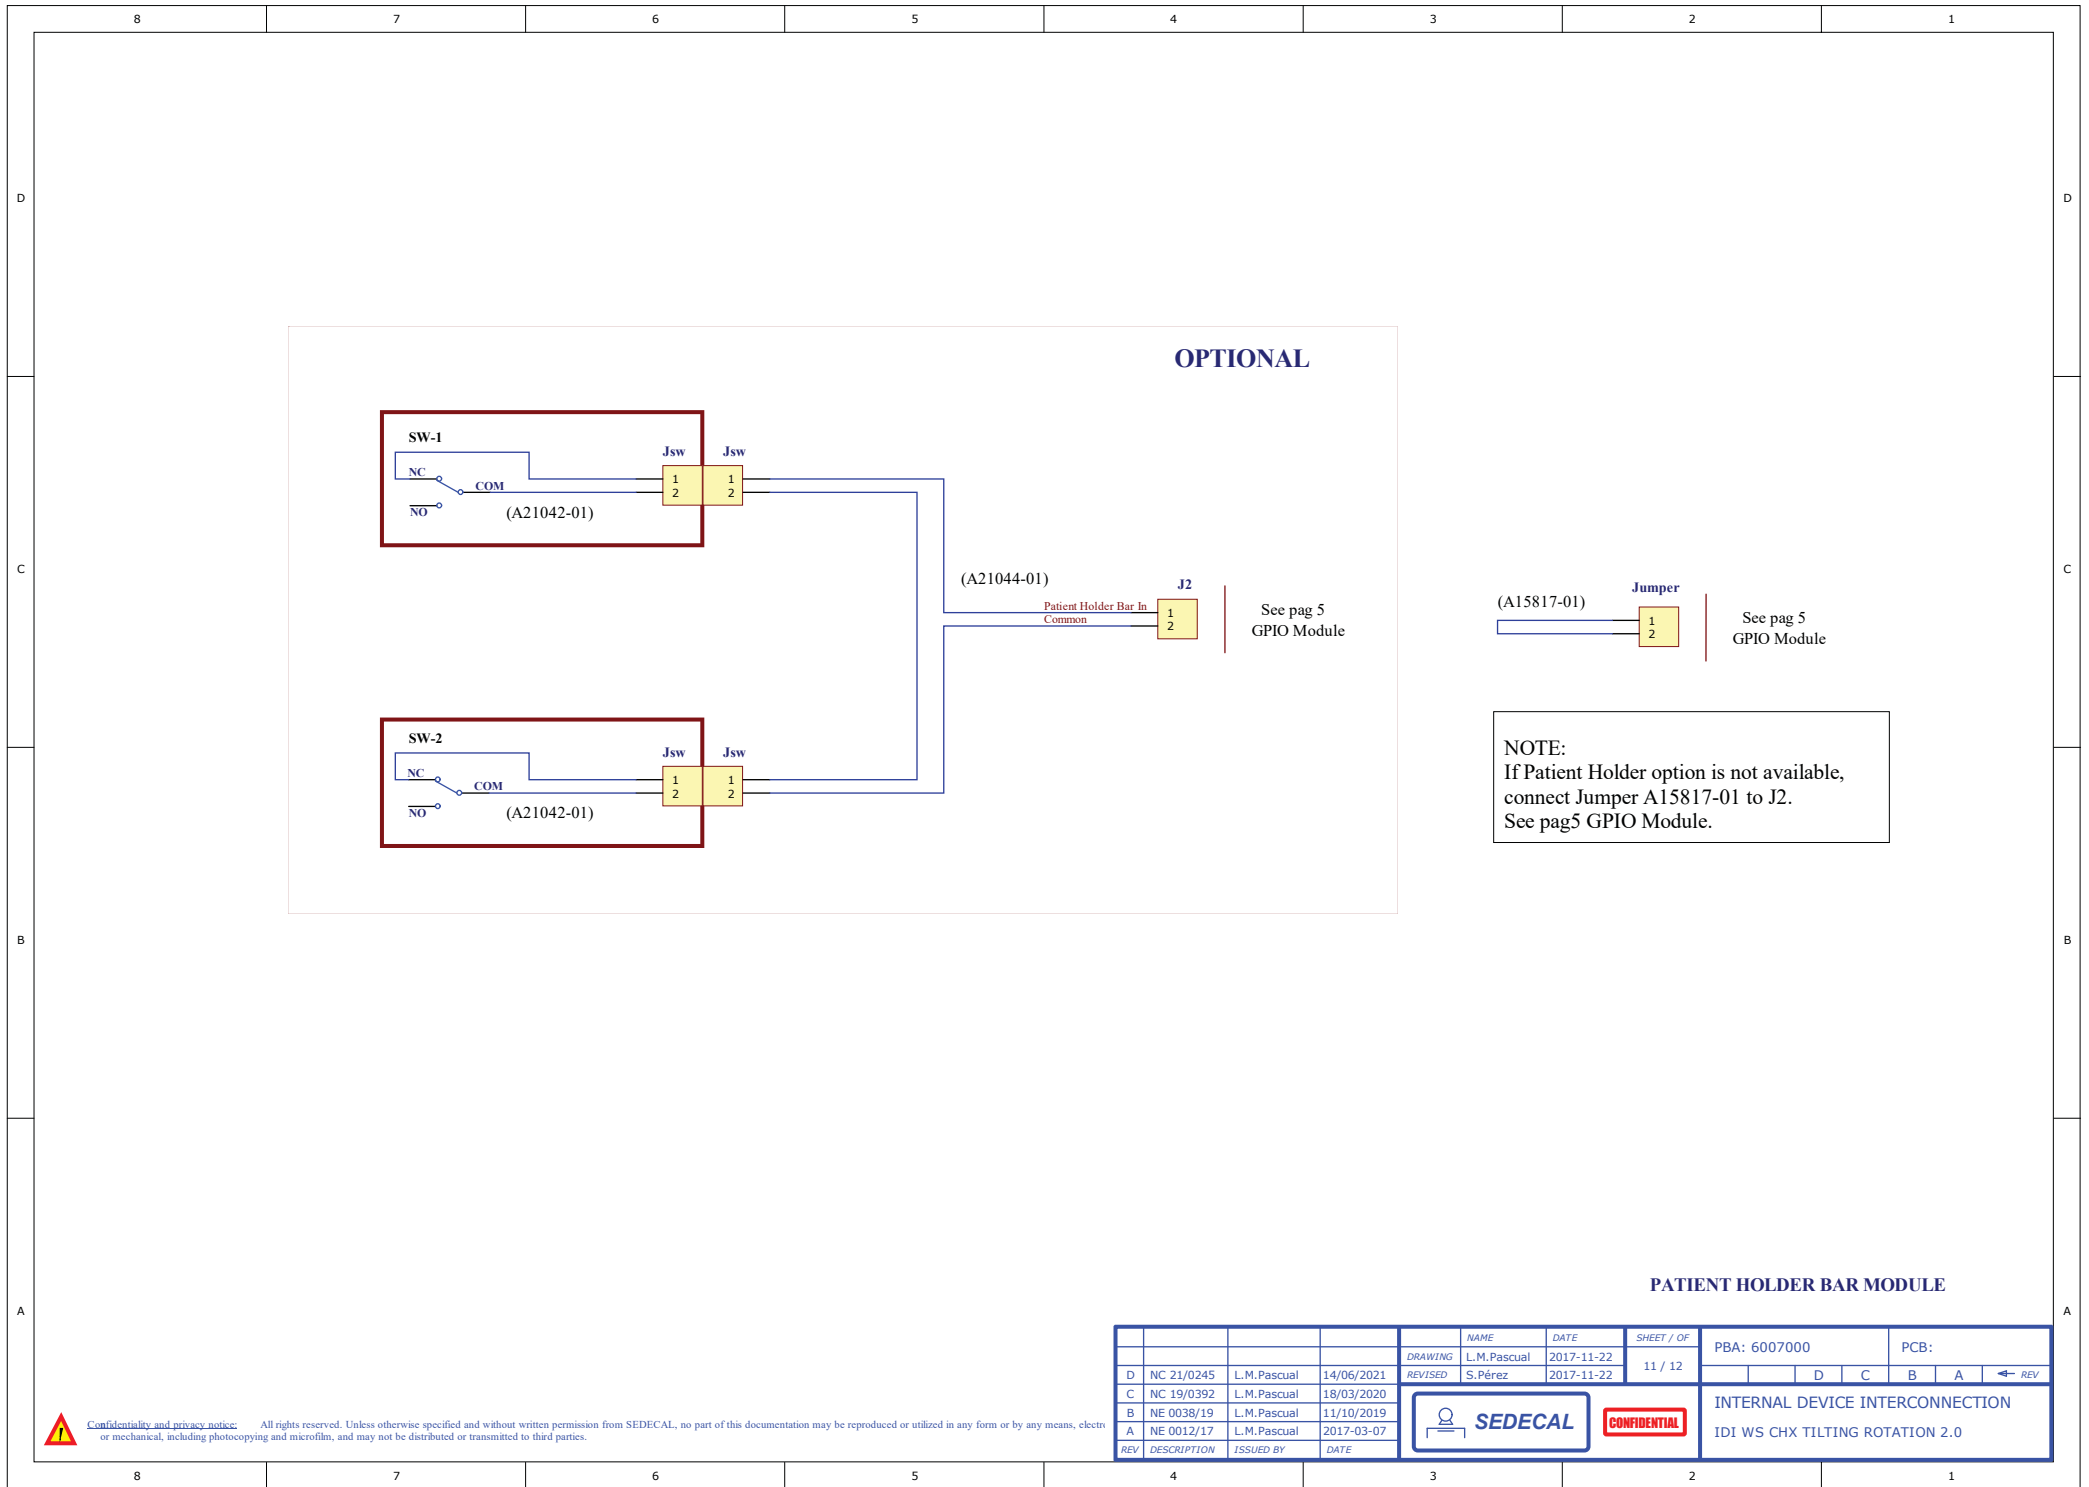 8 7 6 5 4 3 2 1
D D
OPTIONAL
SW-1
Jsw Jsw
NC
COM
NO
(A21042-01)
1 1
2 2
C C
(A21044-01)
J2
Patient Holder Bar In
Common
1
2
See pag 5
GPIO Module
(A15817-01)
Jumper
1
2
See pag 5
GPIO Module
SW-2
Jsw Jsw
NC
COM
NO
(A21042-01)
1 1
2 2
NOTE:
If Patient Holder option is not available,
connect Jumper A15817-01 to J2.
See pag5 GPIO Module.
B B
PATIENT HOLDER BAR MODULE
A A
NAME DATE SHEET / OF
DRAWING L.M.Pascual 2017-11-22 11 / 12
REVISED S.Pérez 2017-11-22
PBA: 6007000 PCB:
D C B A REV
D NC 21/0245 L.M.Pascual 14/06/2021
C NC 19/0392 L.M.Pascual 18/03/2020
B NE 0038/19 L.M.Pascual 11/10/2019
A NE 0012/17 L.M.Pascual 2017-03-07
REV DESCRIPTION ISSUED BY DATE
SEDECAL
CONFIDENTIAL
INTERNAL DEVICE INTERCONNECTION
IDI WS CHX TILTING ROTATION 2.0
Confidentiality and privacy notice: All rights reserved. Unless otherwise specified and without written permission from SEDECAL, no part of this documentation may be reproduced or utilized in any form or by any means, electro
or mechanical, including photocopying and microfilm, and may not be distributed or transmitted to third parties.
8 7 6 5 4 3 2 1